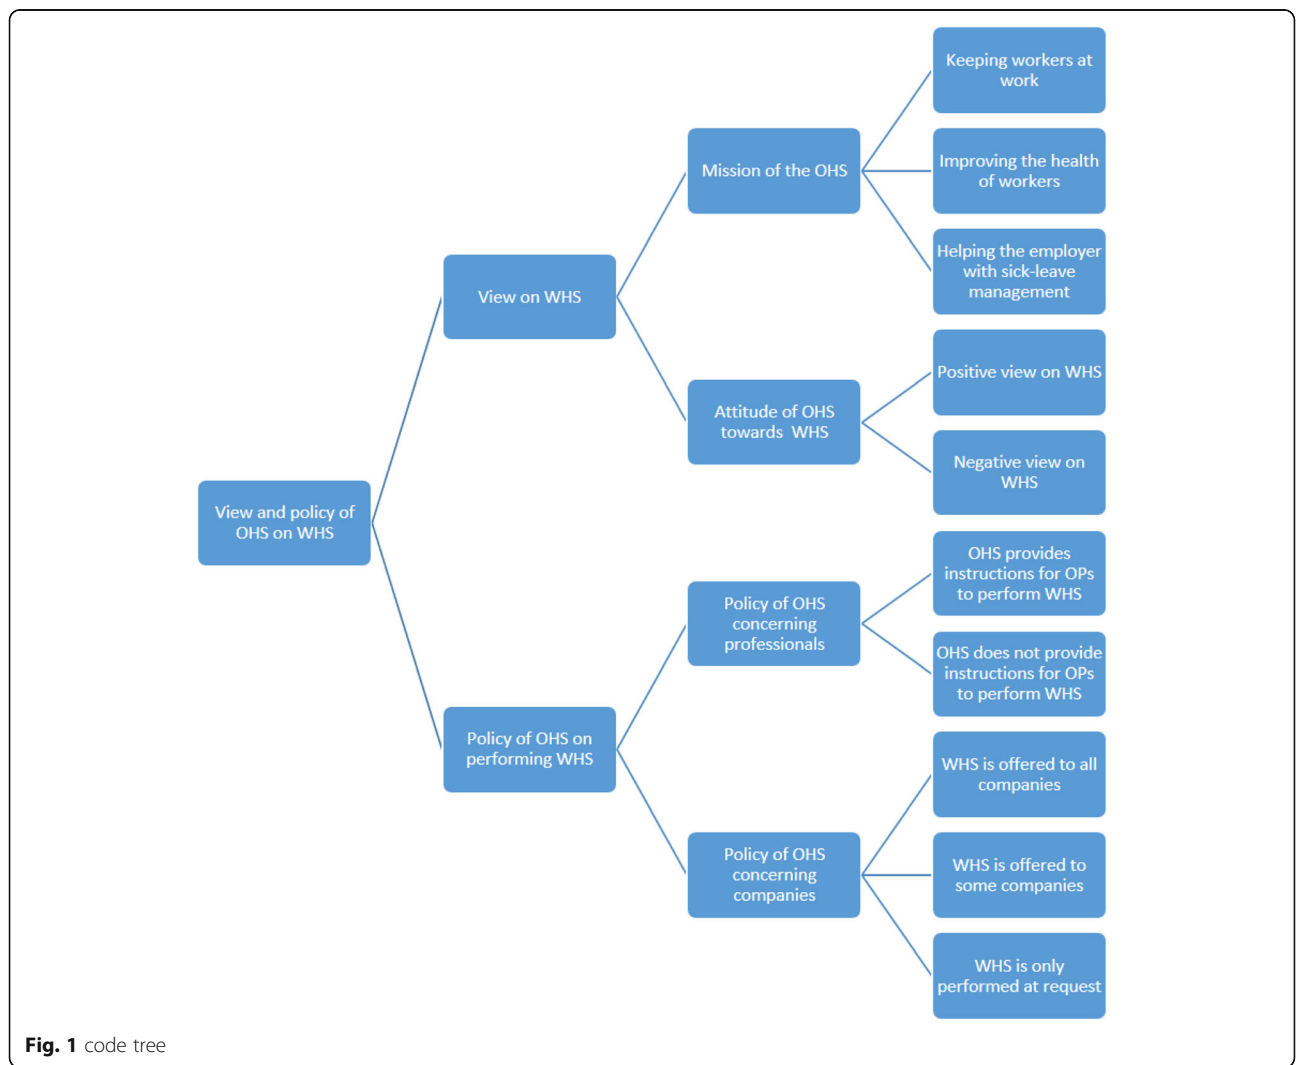 Keeping workers at
work
Improving the health
of workers
Helping the employer
with sick-leave
management
Mission of the OHS
View on WHS
Positive view on WHS
Negative view on
WHS
Attitude of OHS
towards WHS
View and policy of
OHS on WHS
OHS provides
instructions for OPs
to perform WHS
OHS does not provide
instructions for OPs
to perform WHS
Policy of OHS
concerning
professionals
Policy of OHS on
performing WHS
WHS is offered to all
companies
WHS is offered to
some companies
WHS is only
performed at request
Policy of OHS
concerning
companies
Fig. 1 code tree